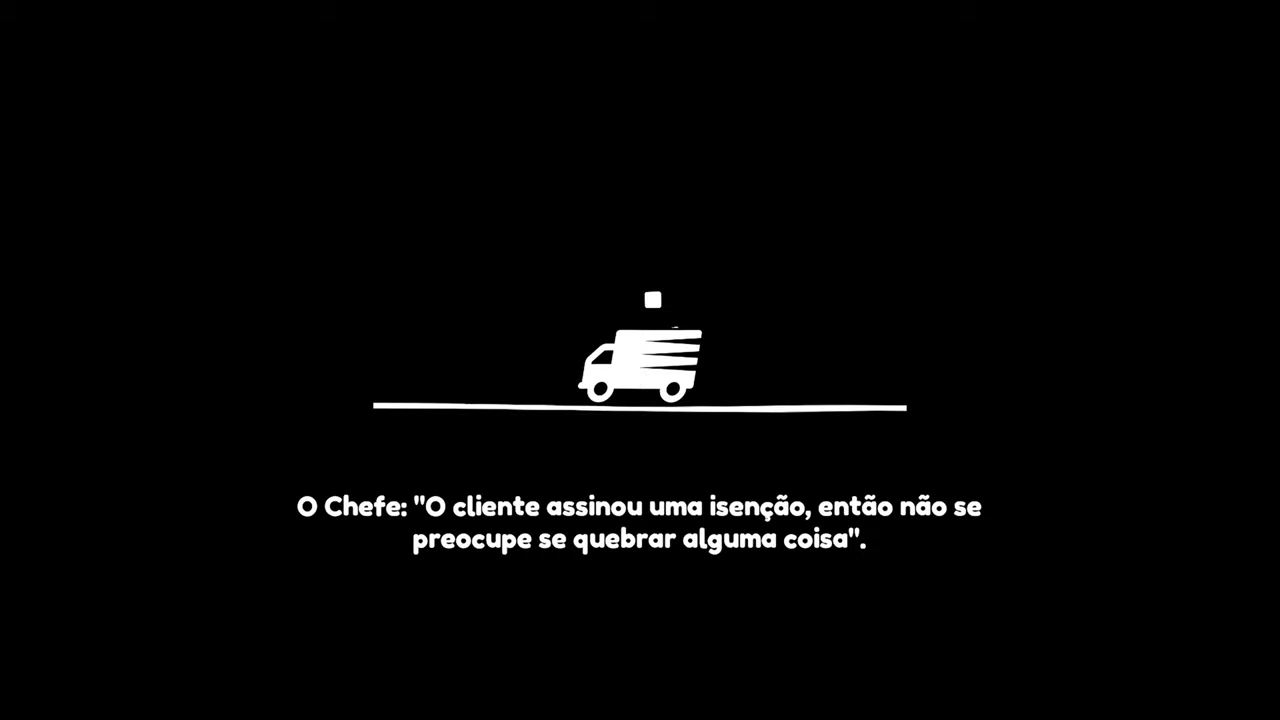 O Chefe: "O cliente assinou uma isenção, então não se
preocupe se quebrar alguma coisa".